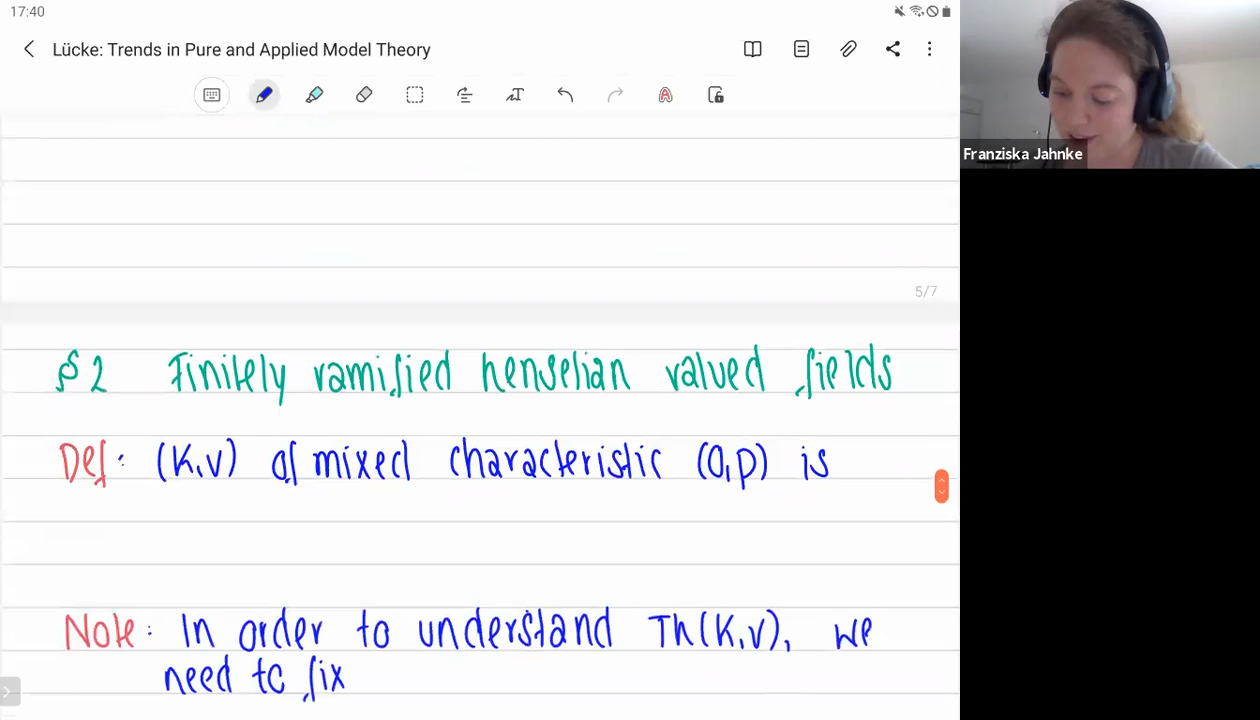 17:40
Lücke: Trends in Pure and Applied Model Theory
Franziska Jahnke
5/7
§ 2 Finitely ramified henselian valued fields
Def: (K,v) of mixed characteristic (0,p) is
Note: In order to understand Th(K,v), we
need to fix